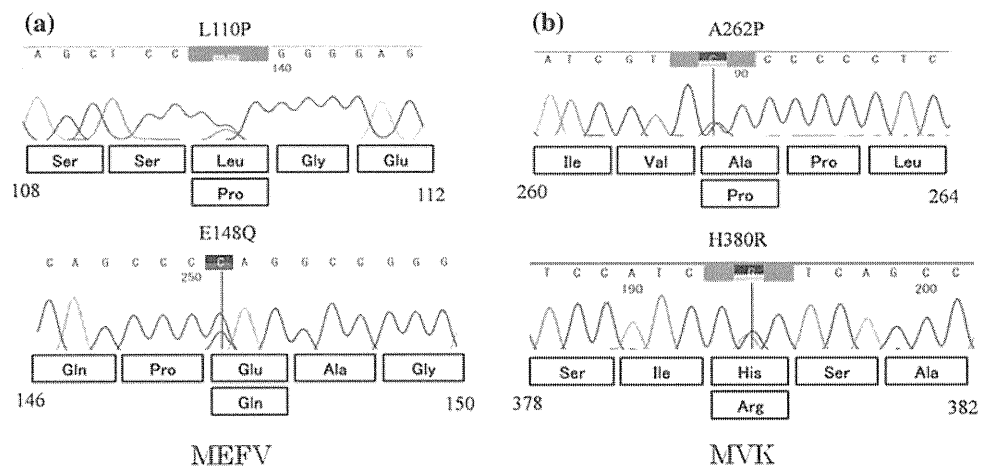 (a)
L110P
A G C T C C G G G G A G
140
Ser Ser Leu Gly Glu
Pro
108 112
E148Q
C A G C C C C A G G C C G G G
250
Gln Pro Glu Ala Gly
Gln
146 150
MEFV
(b)
A262P
A T C G T C C C C C T C
90
Ile Val Ala Pro Leu
Pro
260 264
H380R
T C C A T C T C A G C C
190 200
Ser Ile His Ser Ala
Arg
378 382
MVK